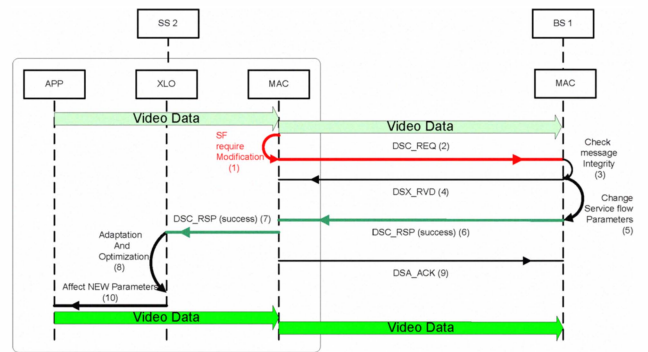 SS 2
BS 1
APP
XLO
MAC
MAC
Video Data
Video Data
SF
require
Modification
(1)
DSC_REQ (2)
Check
message
Integrity
(3)
DSX_RVD (4)
Change
Service flow
Parameters
(5)
DSC_RSP (success) (7)
DSC_RSP (success) (6)
Adaptation
And
Optimization
(8)
DSA_ACK (9)
Affect NEW Parameters
(10)
Video Data
Video Data